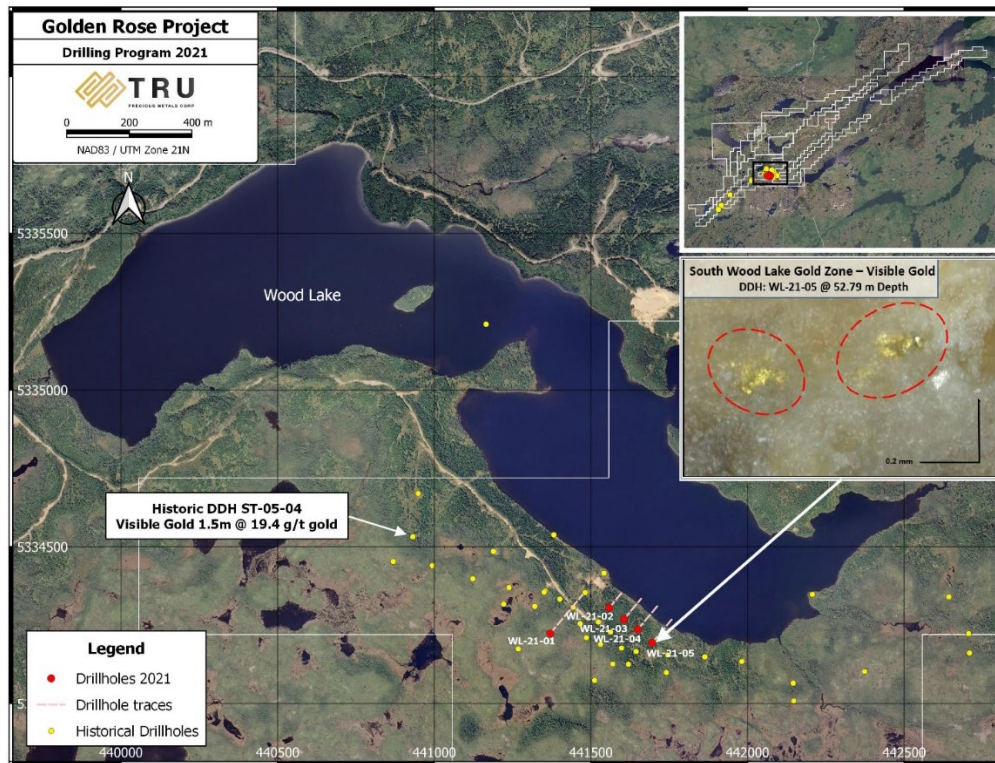 Golden Rose Project
Drilling Program 2021
TRU
PRECIOUS METALS CORP
0 200 400 m
NAD83 / UTM Zone 21N
N
5335500
Wood Lake
South Wood Lake Gold Zone – Visible Gold
DDH: WL-21-05 @ 52.79 m Depth
0.2 mm
5335000
Historic DDH ST-05-04
Visible Gold 1.5m @ 19.4 g/t gold
5334500
WL-21-02
WL-21-03
WL-21-01
WL-21-04
WL-21-05
Legend
Drillholes 2021
Drillhole traces
Historical Drillholes
440000 440500 441000 441500 442000 442500